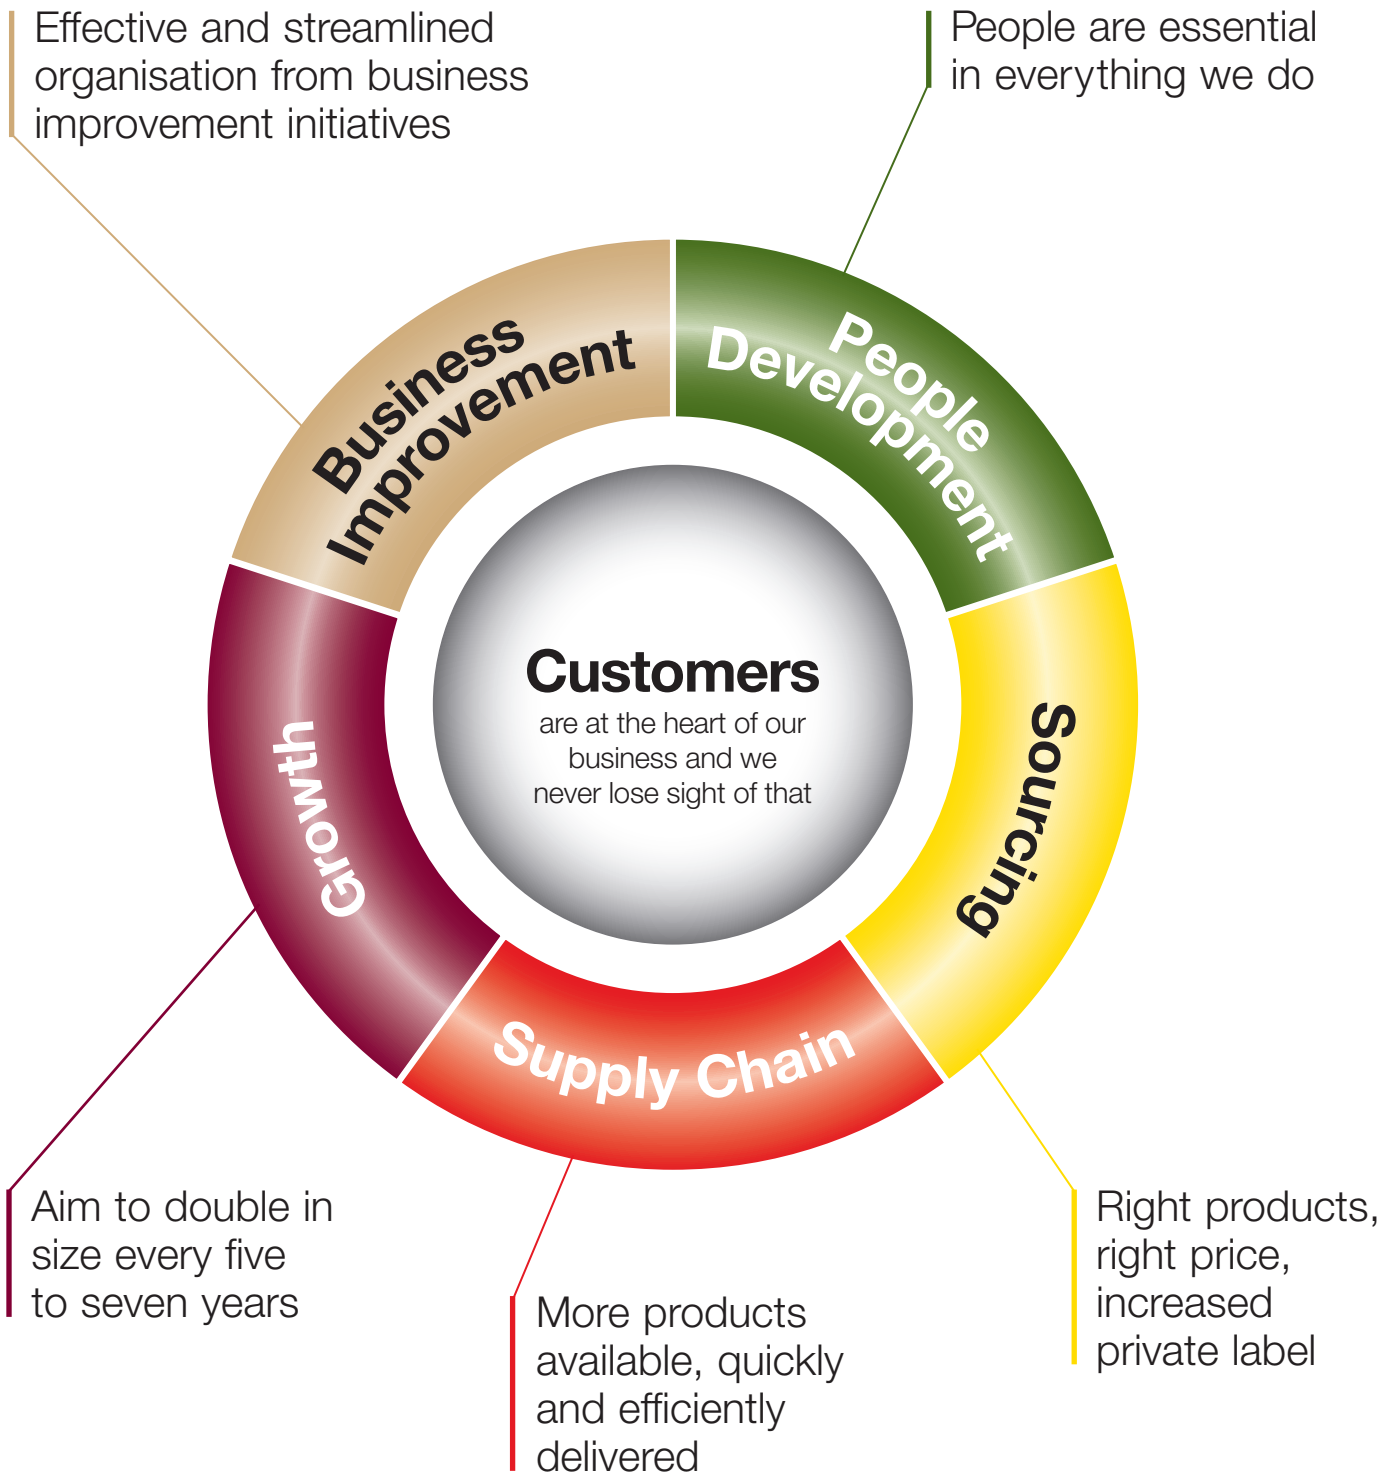 Effective and streamlined
organisation from business
improvement initiatives
People are essential
in everything we do
Business
Improvement
People
Development
Customers
are at the heart of our
business and we
never lose sight of that
Growth
Sourcing
Supply Chain
Aim to double in
size every five
to seven years
More products
available, quickly
and efficiently
delivered
Right products,
right price,
increased
private label